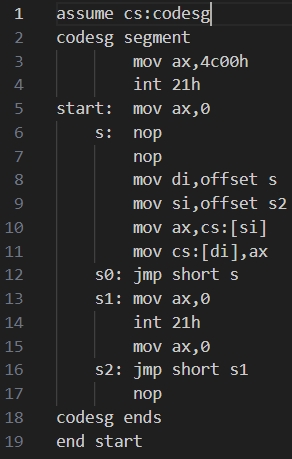 1 assume cs:codesg
2 codesg segment
3 mov ax,4c00h
4 int 21h
5 start: mov ax,0
6 s: nop
7 nop
8 mov di,offset s
9 mov si,offset s2
10 mov ax,cs:[si]
11 mov cs:[di],ax
12 s0: jmp short s
13 s1: mov ax,0
14 int 21h
15 mov ax,0
16 s2: jmp short s1
17 nop
18 codesg ends
19 end start